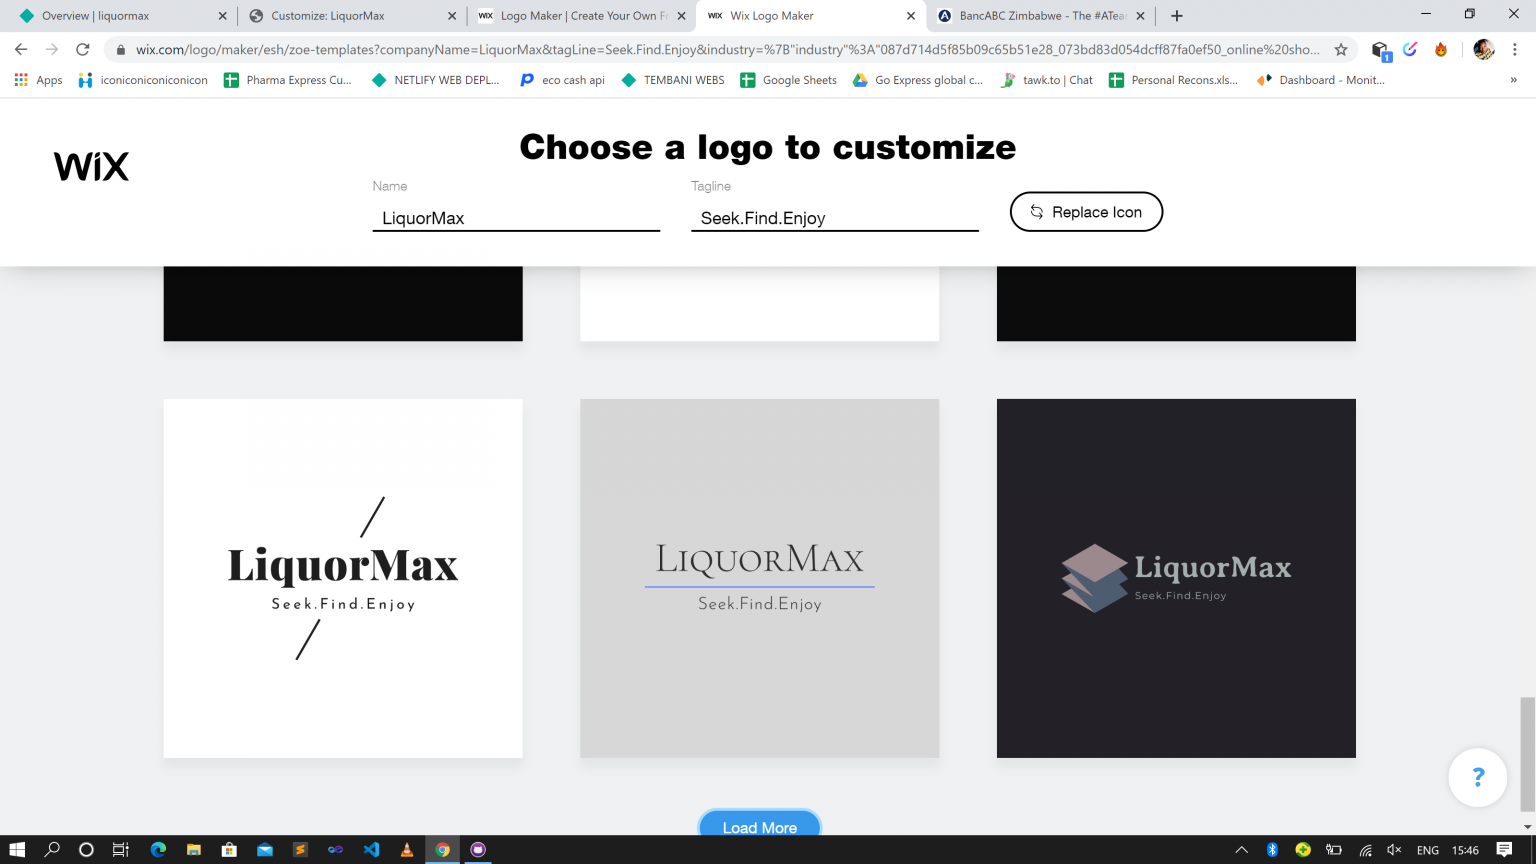 Overview | liquormax
Customize: LiquorMax
WIX Logo Maker | Create Your Own Fr
WIX Wix Logo Maker
BancABC Zimbabwe - The #ATear
wix.com/logo/maker/esh/zoe-templates?companyName=LiquorMax&tagLine=Seek.Find.Enjoy&industry=%7B"industry"%3A"087d714d5f85b09c65b51e28_073bd83d054dcff87fa0ef50_online%20sho...
1
Apps
iconiconiconiconicon
Pharma Express Cu...
NETLIFY WEB DEPL...
eco cash api
TEMBANI WEBS
Google Sheets
Go Express global c...
tawk.to | Chat
Personal Recons.xls...
Dashboard - Monit...
»
WiX
Choose a logo to customize
Name
Tagline
LiquorMax
Seek.Find.Enjoy
Replace Icon
LiquorMax
Seek.Find.Enjoy
LiquorMax
Seek.Find.Enjoy
LiquorMax
Seek.Find.Enjoy
?
Load More
ENG
15:46